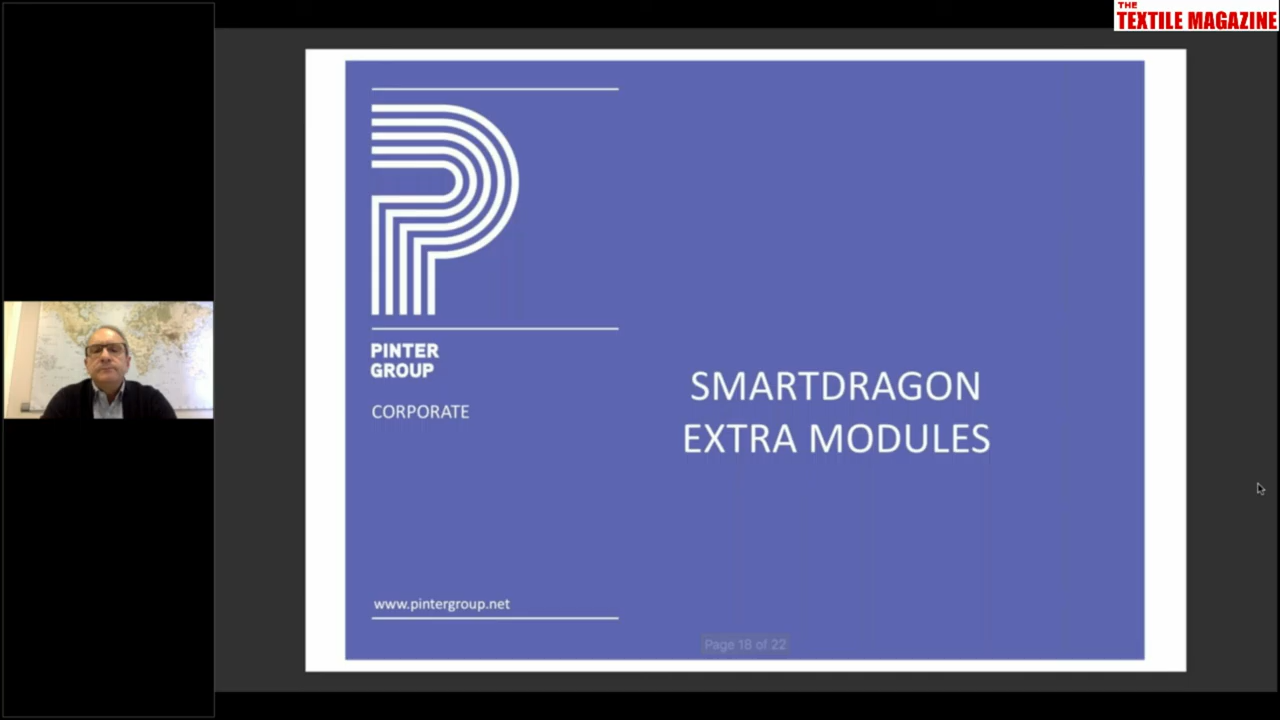 THE
TEXTILE MAGAZINE
PINTER
GROUP
CORPORATE
SMARTDRAGON
EXTRA MODULES
www.pintergroup.net
Page 18 of 22